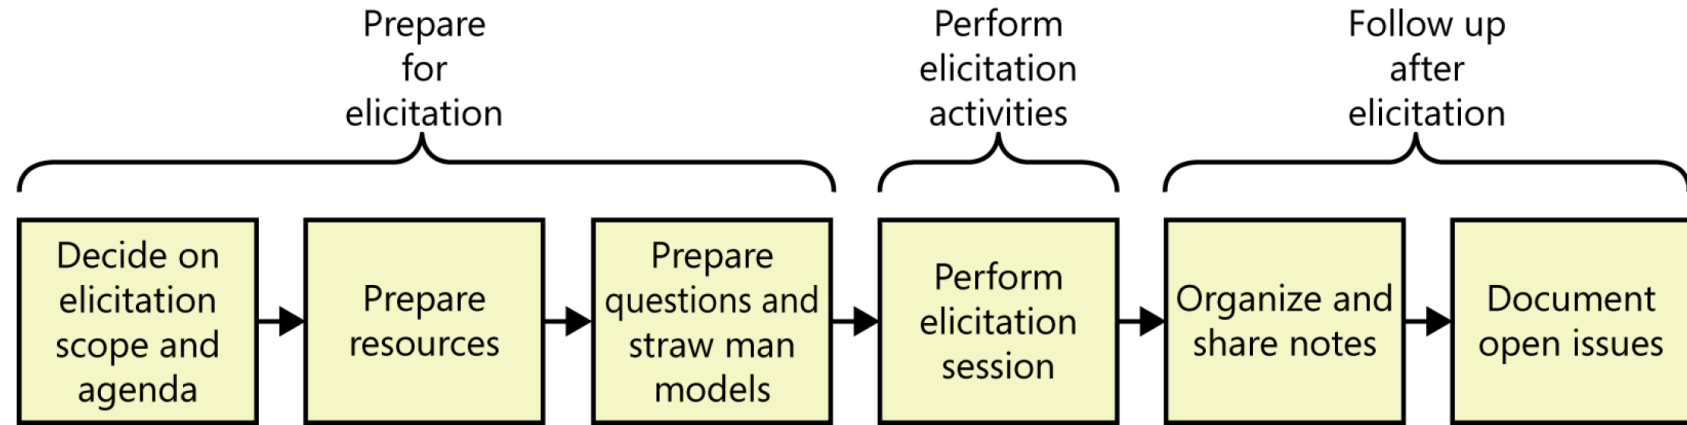 Prepare
for
elicitation
Perform
elicitation
activities
Follow up
after
elicitation
Decide on
elicitation
scope and
agenda
Prepare
resources
Prepare
questions and
straw man
models
Perform
elicitation
session
Organize and
share notes
Document
open issues